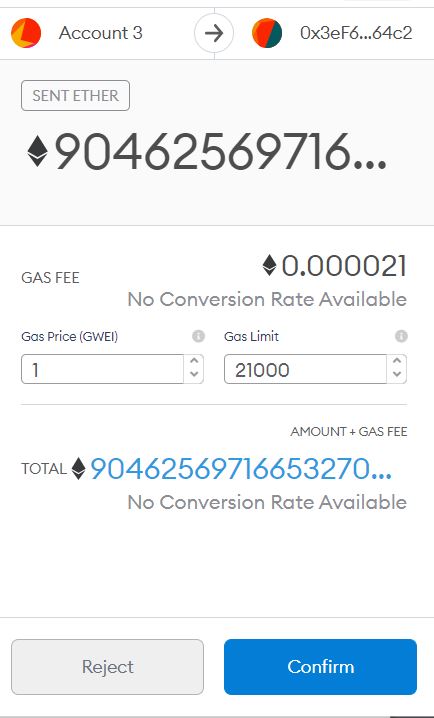 Account 3 0x3eF6...64c2
SENT ETHER
90462569716...
GAS FEE 0.000021
No Conversion Rate Available
Gas Price (GWEI) Gas Limit
1 21000
AMOUNT + GAS FEE
TOTAL 90462569716653270...
No Conversion Rate Available
Reject Confirm